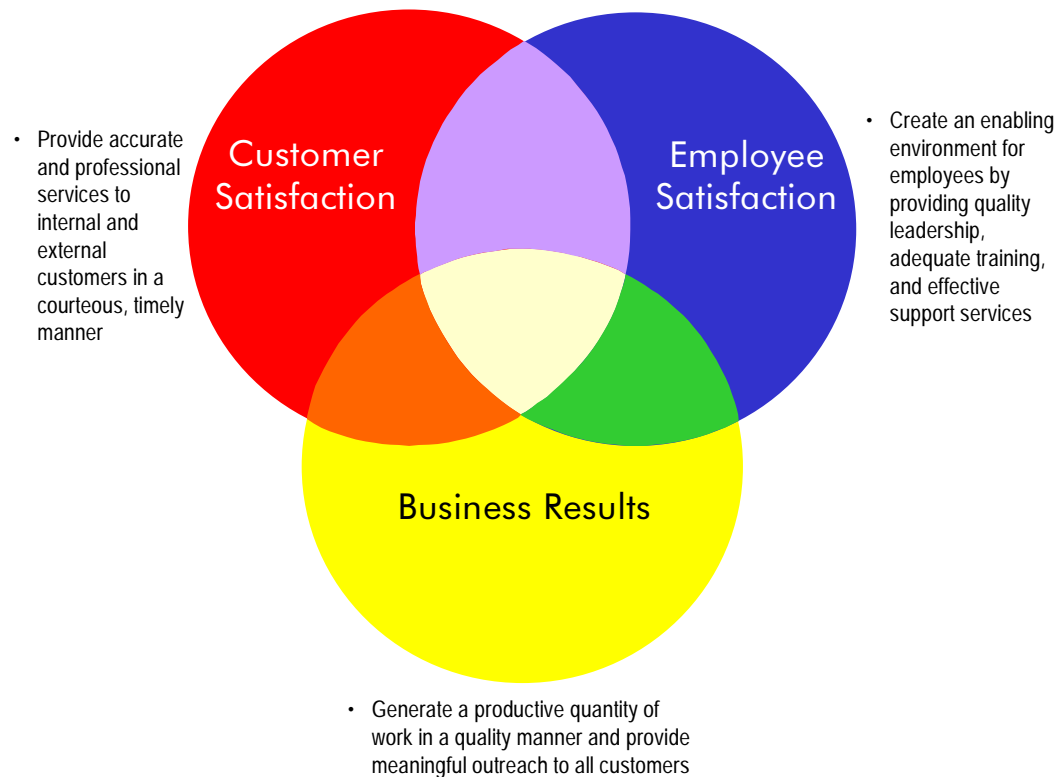 Customer
Satisfaction
Employee
Satisfaction
Business Results
• Provide accurate
and professional
services to
internal and
external
customers in a
courteous, timely
manner
• Create an enabling
environment for
employees by
providing quality
leadership,
adequate training,
and effective
support services
• Generate a productive quantity of
work in a quality manner and provide
meaningful outreach to all customers